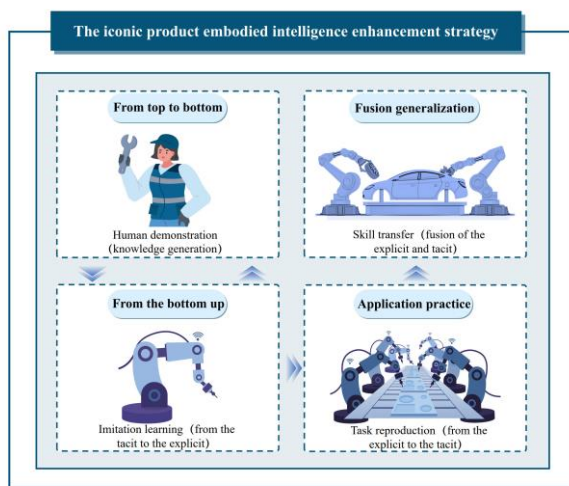 The iconic product embodied intelligence enhancement strategy
From top to bottom
Human demonstration
(knowledge generation)
Fusion generalization
Skill transfer（fusion of the
explicit and tacit）
From the bottom up
Imitation learning（from the
tacit to the explicit）
Application practice
Task reproduction（from the
explicit to the tacit）